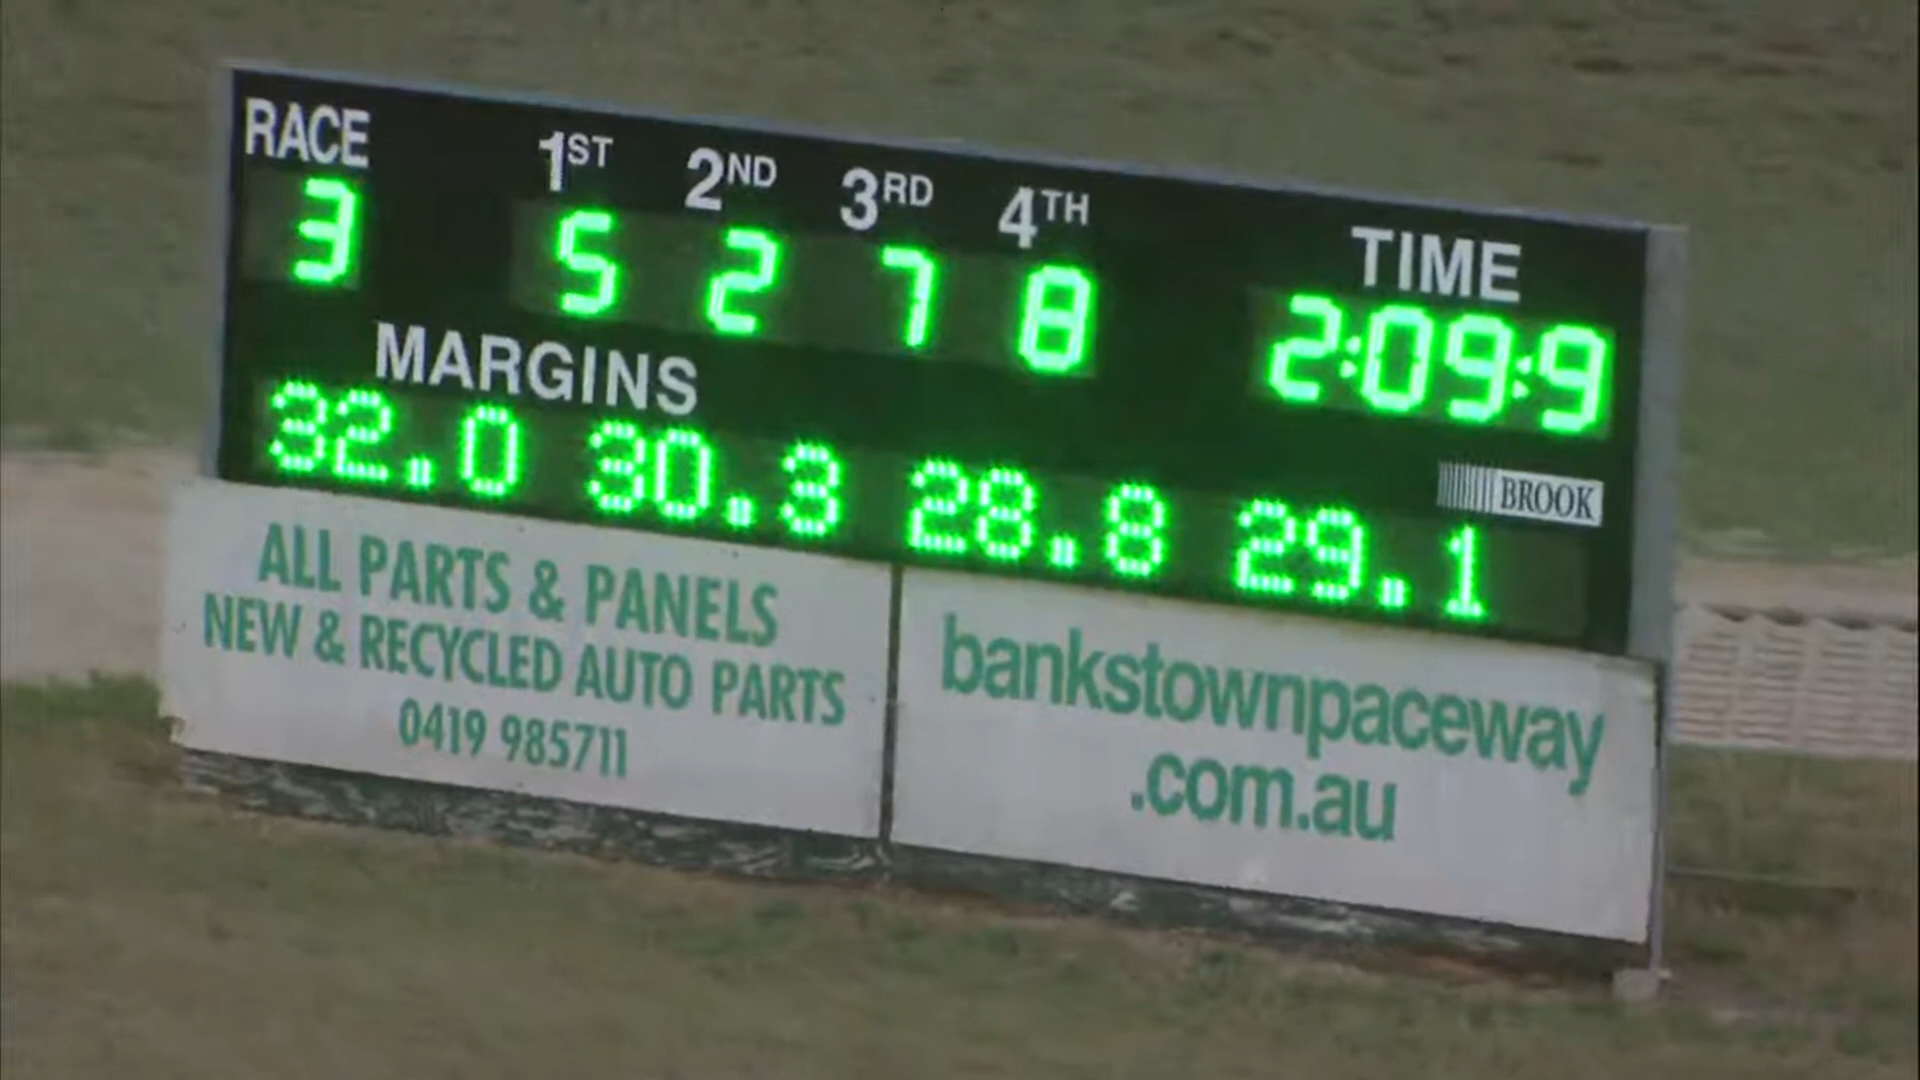 RACE 1ST 2ND 3RD 4TH TIME
3 5 2 7 8 2:09:9
MARGINS
32.0 30.3 28.8 29.1
BROOK
ALL PARTS & PANELS
NEW & RECYCLED AUTO PARTS
0419 985711
bankstownpaceway
.com.au